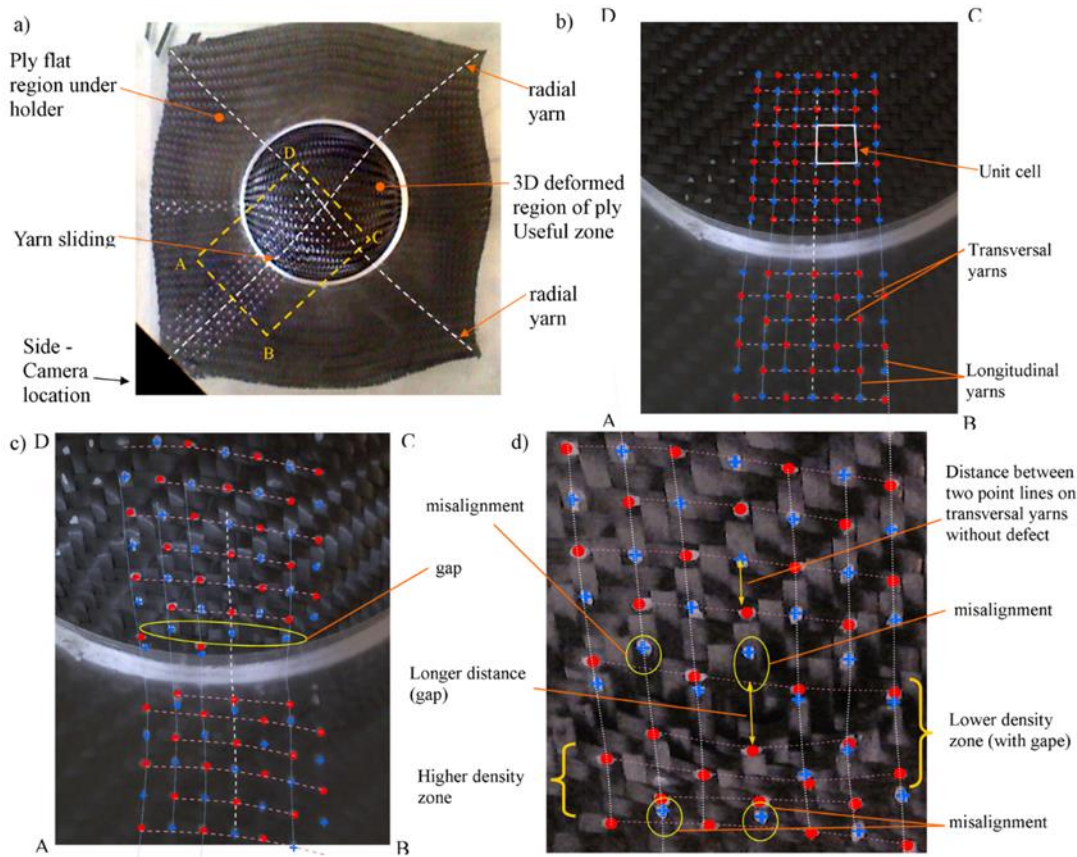 a)
Ply flat
region under
holder
radial
yarn
D
3D deformed
region of ply
Useful zone
C
Yarn sliding
A
B
radial
yarn
Side -
Camera
location
b)
D
C
Unit cell
Transversal
yarns
Longitudinal
yarns
A
B
c)
D
C
misalignment
gap
Longer distance
(gap)
Higher density
zone
A
B
d)
Distance between
two point lines on
transversal yarns
without defect
misalignment
Lower density
zone (with gape)
misalignment